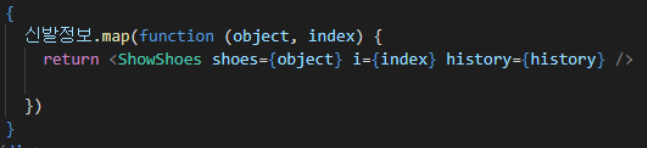 {
신발정보.map(function (object, index) {
return <ShowShoes shoes={object} i={index} history={history} />
})
}